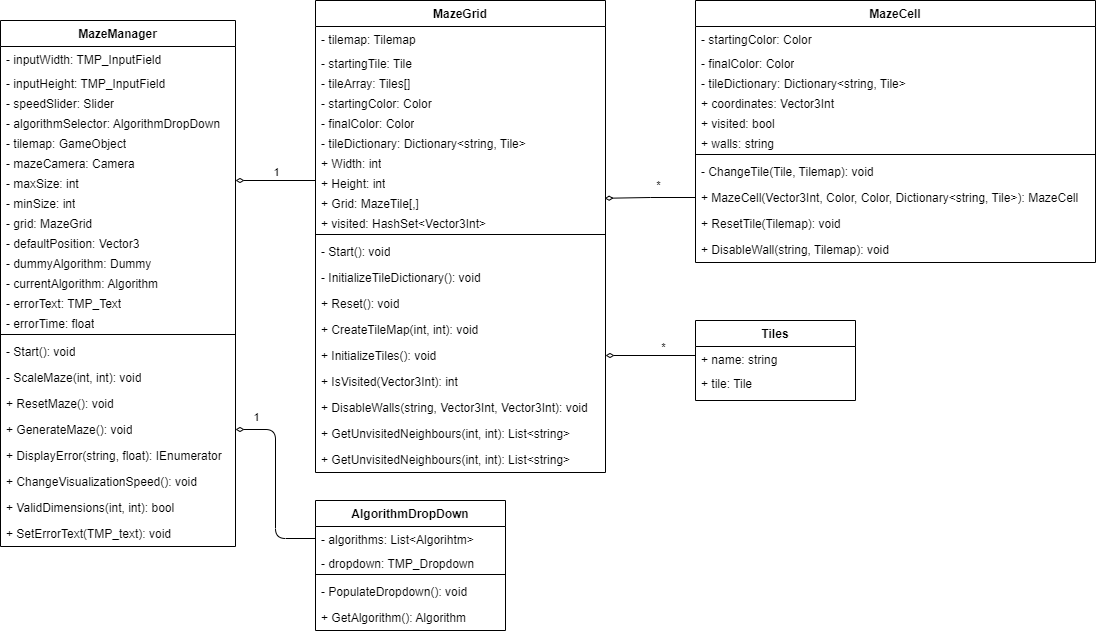 MazeManager
- inputWidth: TMP_InputField
- inputHeight: TMP_InputField
- speedSlider: Slider
- algorithmSelector: AlgorithmDropDown
- tilemap: GameObject
- mazeCamera: Camera
- maxSize: int
- minSize: int
- grid: MazeGrid
- defaultPosition: Vector3
- dummyAlgorithm: Dummy
- currentAlgorithm: Algorithm
- errorText: TMP_Text
- errorTime: float
- Start(): void
- ScaleMaze(int, int): void
+ ResetMaze(): void
+ GenerateMaze(): void
+ DisplayError(string, float): IEnumerator
+ ChangeVisualizationSpeed(): void
+ ValidDimensions(int, int): bool
+ SetErrorText(TMP_text): void
1
1
MazeGrid
- tilemap: Tilemap
- startingTile: Tile
- tileArray: Tiles[]
- startingColor: Color
- finalColor: Color
- tileDictionary: Dictionary<string, Tile>
+ Width: int
+ Height: int
+ Grid: MazeTile[,]
+ visited: HashSet<Vector3Int>
- Start(): void
- InitializeTileDictionary(): void
+ Reset(): void
+ CreateTileMap(int, int): void
+ InitializeTiles(): void
+ IsVisited(Vector3Int): int
+ DisableWalls(string, Vector3Int, Vector3Int): void
+ GetUnvisitedNeighbours(int, int): List<string>
+ GetUnvisitedNeighbours(int, int): List<string>
*
*
MazeCell
- startingColor: Color
- finalColor: Color
- tileDictionary: Dictionary<string, Tile>
+ coordinates: Vector3Int
+ visited: bool
+ walls: string
- ChangeTile(Tile, Tilemap): void
+ MazeCell(Vector3Int, Color, Color, Dictionary<string, Tile>): MazeCell
+ ResetTile(Tilemap): void
+ DisableWall(string, Tilemap): void
Tiles
+ name: string
+ tile: Tile
AlgorithmDropDown
- algorithms: List<Algorihtm>
- dropdown: TMP_Dropdown
- PopulateDropdown(): void
+ GetAlgorithm(): Algorithm